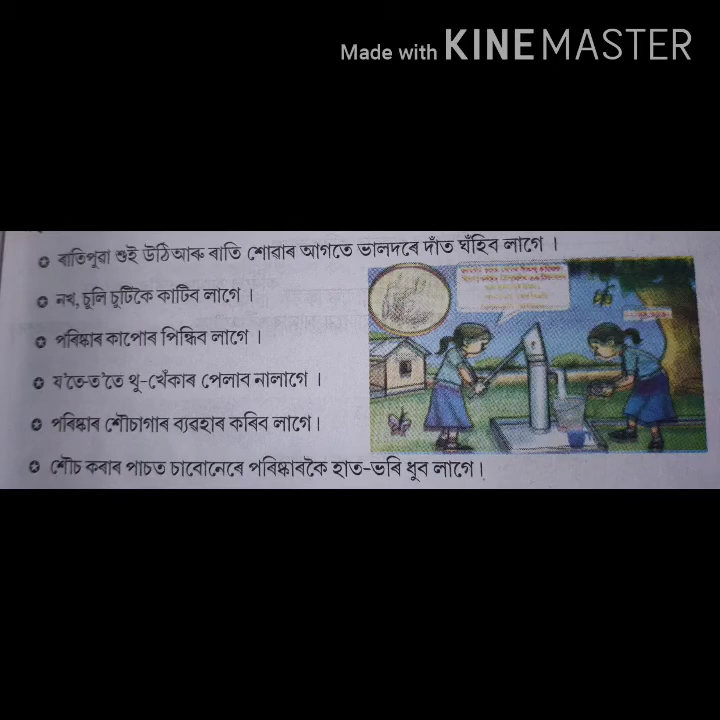 Made with KINEMASTER
✪ ৰাতিপুৱা শুই উঠি আৰু ৰাতি শোৱাৰ আগতে ভালদৰে দাঁত ঘঁহিব লাগে ।
✪ নখ, চুলি চুটিকৈ কাটিব লাগে ।
✪ পৰিষ্কাৰ কাপোৰ পিন্ধিব লাগে ।
✪ য'তে-ত'তে থু-খেঁকাৰ পেলাব নালাগে ।
✪ পৰিষ্কাৰ শৌচাগাৰ ব্যৱহাৰ কৰিব লাগে।
✪ শৌচ কৰাৰ পাচত চাবোনেৰে পৰিষ্কাৰকৈ হাত-ভৰি ধুব লাগে।